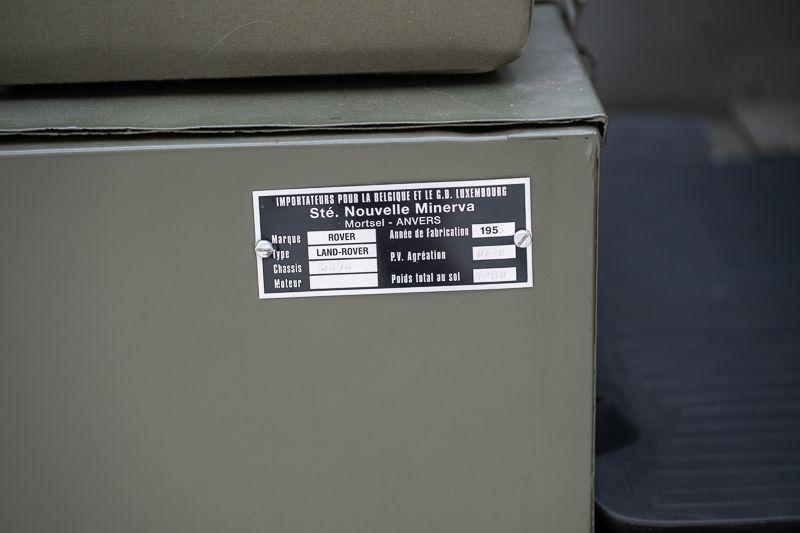 IMPORTATEURS POUR LA BELGIQUE ET LE G.D. LUXEMBOURG
Sté. Nouvelle Minerva
Mortsel - ANVERS
Marque ROVER
Type LAND-ROVER
Chassis
Moteur
Année de Fabrication 195
P.V. Agréation
Poids total au sol